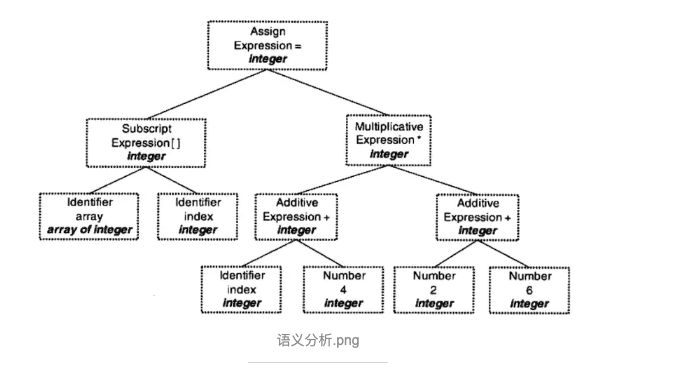 Assign
Expression =
integer
Subscript
Expression[ ]
integer
Multiplicative
Expression *
integer
Identifier
array
array of integer
Identifier
index
integer
Additive
Expression +
integer
Additive
Expression +
integer
Identifier
index
integer
Number
4
integer
Number
2
integer
Number
6
integer
语义分析.png